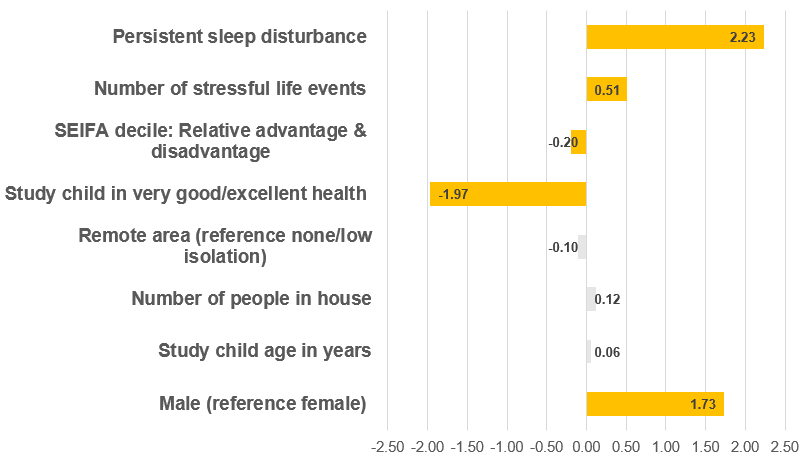 Persistent sleep disturbance
2.23
Number of stressful life events
0.51
SEIFA decile: Relative advantage &
disadvantage
-0.20
Study child in very good/excellent health
-1.97
Remote area (reference none/low
isolation)
-0.10
Number of people in house
0.12
Study child age in years
0.06
Male (reference female)
1.73
-2.50 -2.00 -1.50 -1.00 -0.50 0.00 0.50 1.00 1.50 2.00 2.50